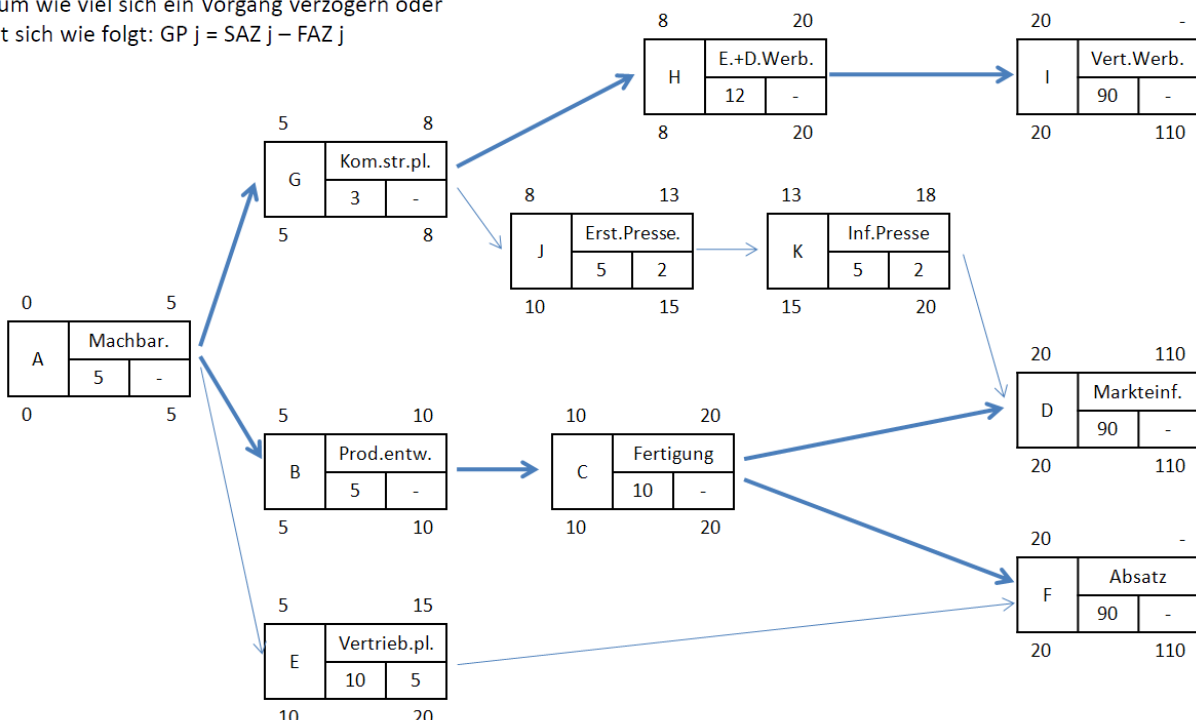 um wie viel sich ein Vorgang verzögern oder
t sich wie folgt: GP j = SAZ j – FAZ j
8 20
H E.+D.Werb.
12 -
8 20
20 -
I Vert.Werb.
90 -
20 110
5 8
G Kom.str.pl.
3 -
5 8
8 13
J Erst.Presse.
5 2
10 15
13 18
K Inf.Presse
5 2
15 20
0 5
A Machbar.
5 -
0 5
20 110
D Markteinf.
90 -
20 110
5 10
B Prod.entw.
5 -
5 10
10 20
C Fertigung
10 -
10 20
20 -
F Absatz
90 -
20 110
5 15
E Vertrieb.pl.
10 5
10 20